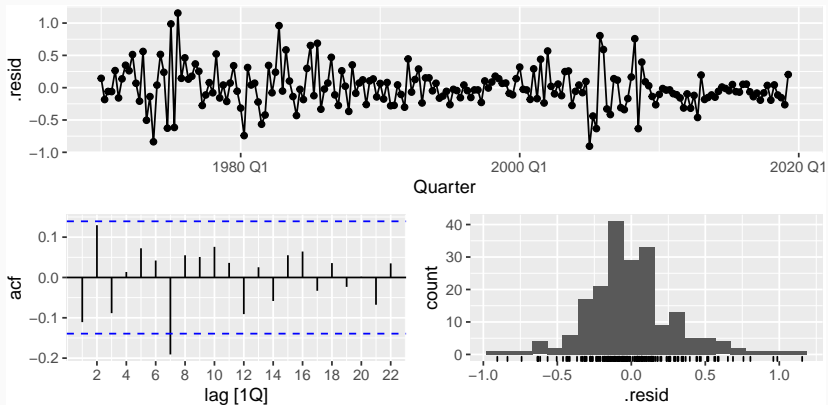 .resid
1.0
0.5
0.0
−0.5
−1.0
1980 Q1
2000 Q1
2020 Q1
Quarter
acf
0.1
0.0
−0.1
−0.2
2 4 6 8 10 12 14 16 18 20 22
lag [1Q]
count
40
30
20
10
0
−1.0 −0.5 0.0 0.5 1.0
.resid